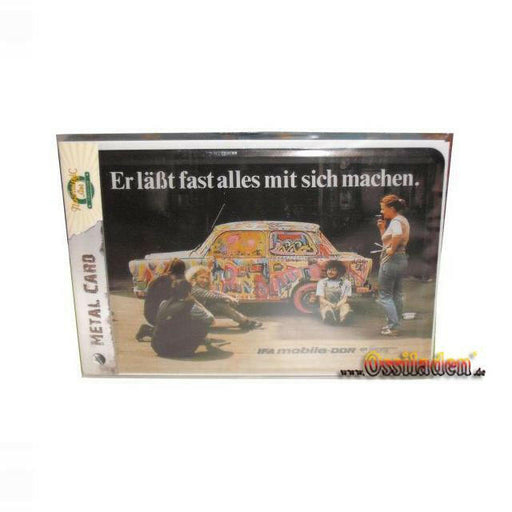 Er läßt fast alles mit sich machen.
METAL CARD
IFA mobile-DDR
www.Ossiladen.de